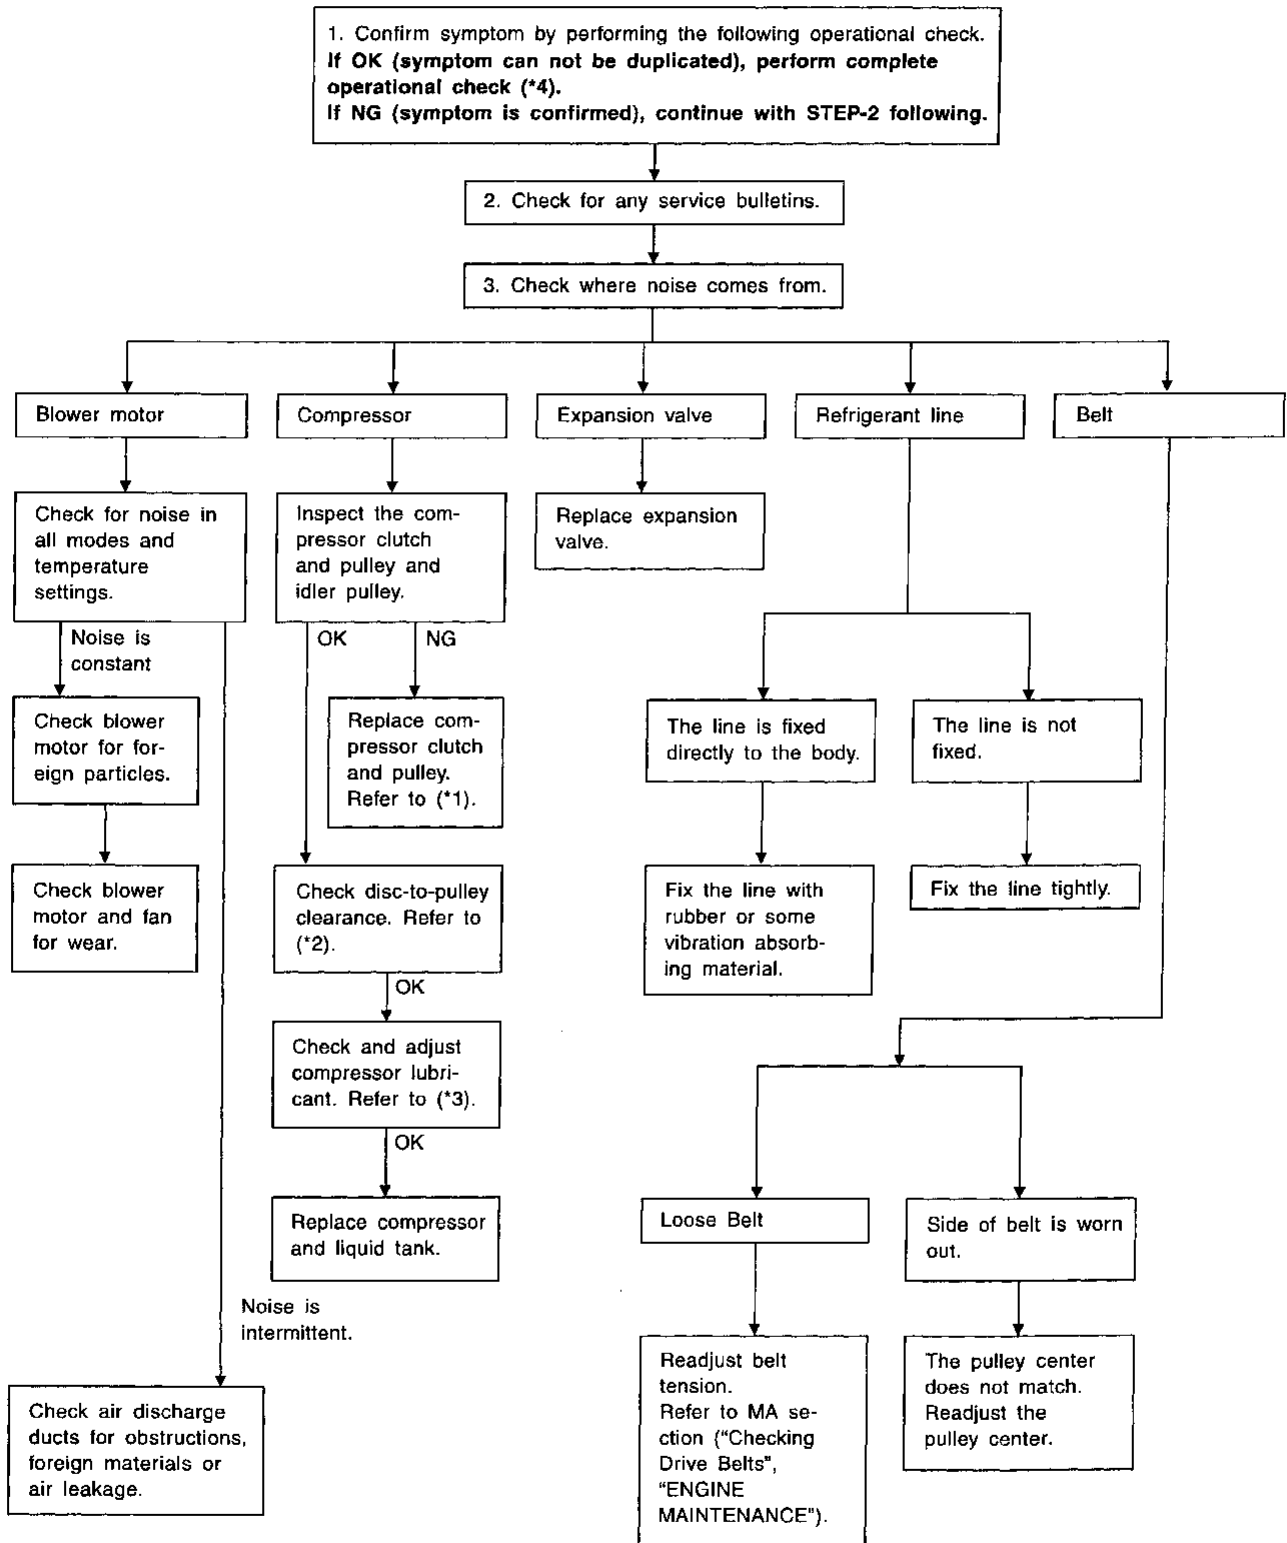 1. Confirm symptom by performing the following operational check.
If OK (symptom can not be duplicated), perform complete
operational check (*4).
If NG (symptom is confirmed), continue with STEP-2 following.
2. Check for any service bulletins.
3. Check where noise comes from.
Blower motor
Compressor
Expansion valve
Refrigerant line
Belt
Check for noise in
all modes and
temperature
settings.
Inspect the com-
pressor clutch
and pulley and
idler pulley.
Replace expansion
valve.
Noise is
constant
OK
NG
Check blower
motor for for-
eign particles.
Replace com-
pressor clutch
and pulley.
Refer to (*1).
The line is fixed
directly to the body.
The line is not
fixed.
Check blower
motor and fan
for wear.
Check disc-to-pulley
clearance. Refer to
(*2).
Fix the line with
rubber or some
vibration absorb-
ing material.
Fix the line tightly.
OK
Check and adjust
compressor lubri-
cant. Refer to (*3).
OK
Replace compressor
and liquid tank.
Loose Belt
Side of belt is worn
out.
Noise is
intermittent.
Check air discharge
ducts for obstructions,
foreign materials or
air leakage.
Readjust belt
tension.
Refer to MA se-
ction (“Checking
Drive Belts”,
“ENGINE
MAINTENANCE”).
The pulley center
does not match.
Readjust the
pulley center.